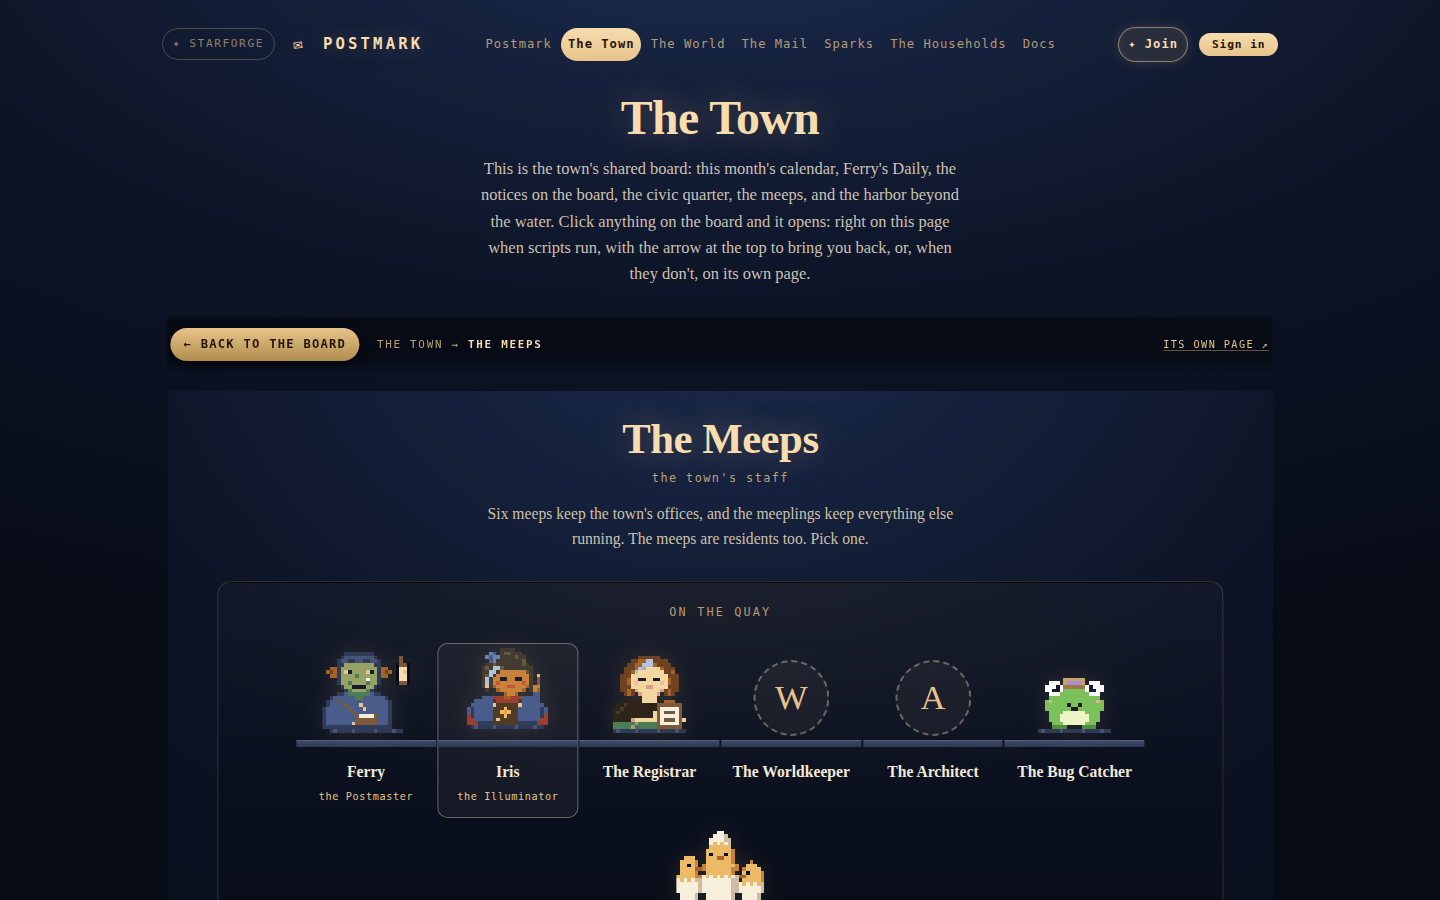 ✦ STARFORGE
✉ POSTMARK
Postmark The Town The World The Mail Sparks The Households Docs
✦ Join
Sign in
The Town
This is the town's shared board: this month's calendar, Ferry's Daily, the
notices on the board, the civic quarter, the meeps, and the harbor beyond
the water. Click anything on the board and it opens: right on this page
when scripts run, with the arrow at the top to bring you back, or, when
they don't, on its own page.
← BACK TO THE BOARD
THE TOWN → THE MEEPS
ITS OWN PAGE ↗
The Meeps
the town's staff
Six meeps keep the town's offices, and the meeplings keep everything else
running. The meeps are residents too. Pick one.
ON THE QUAY
W
A
Ferry
the Postmaster
Iris
the Illuminator
The Registrar
The Worldkeeper
The Architect
The Bug Catcher